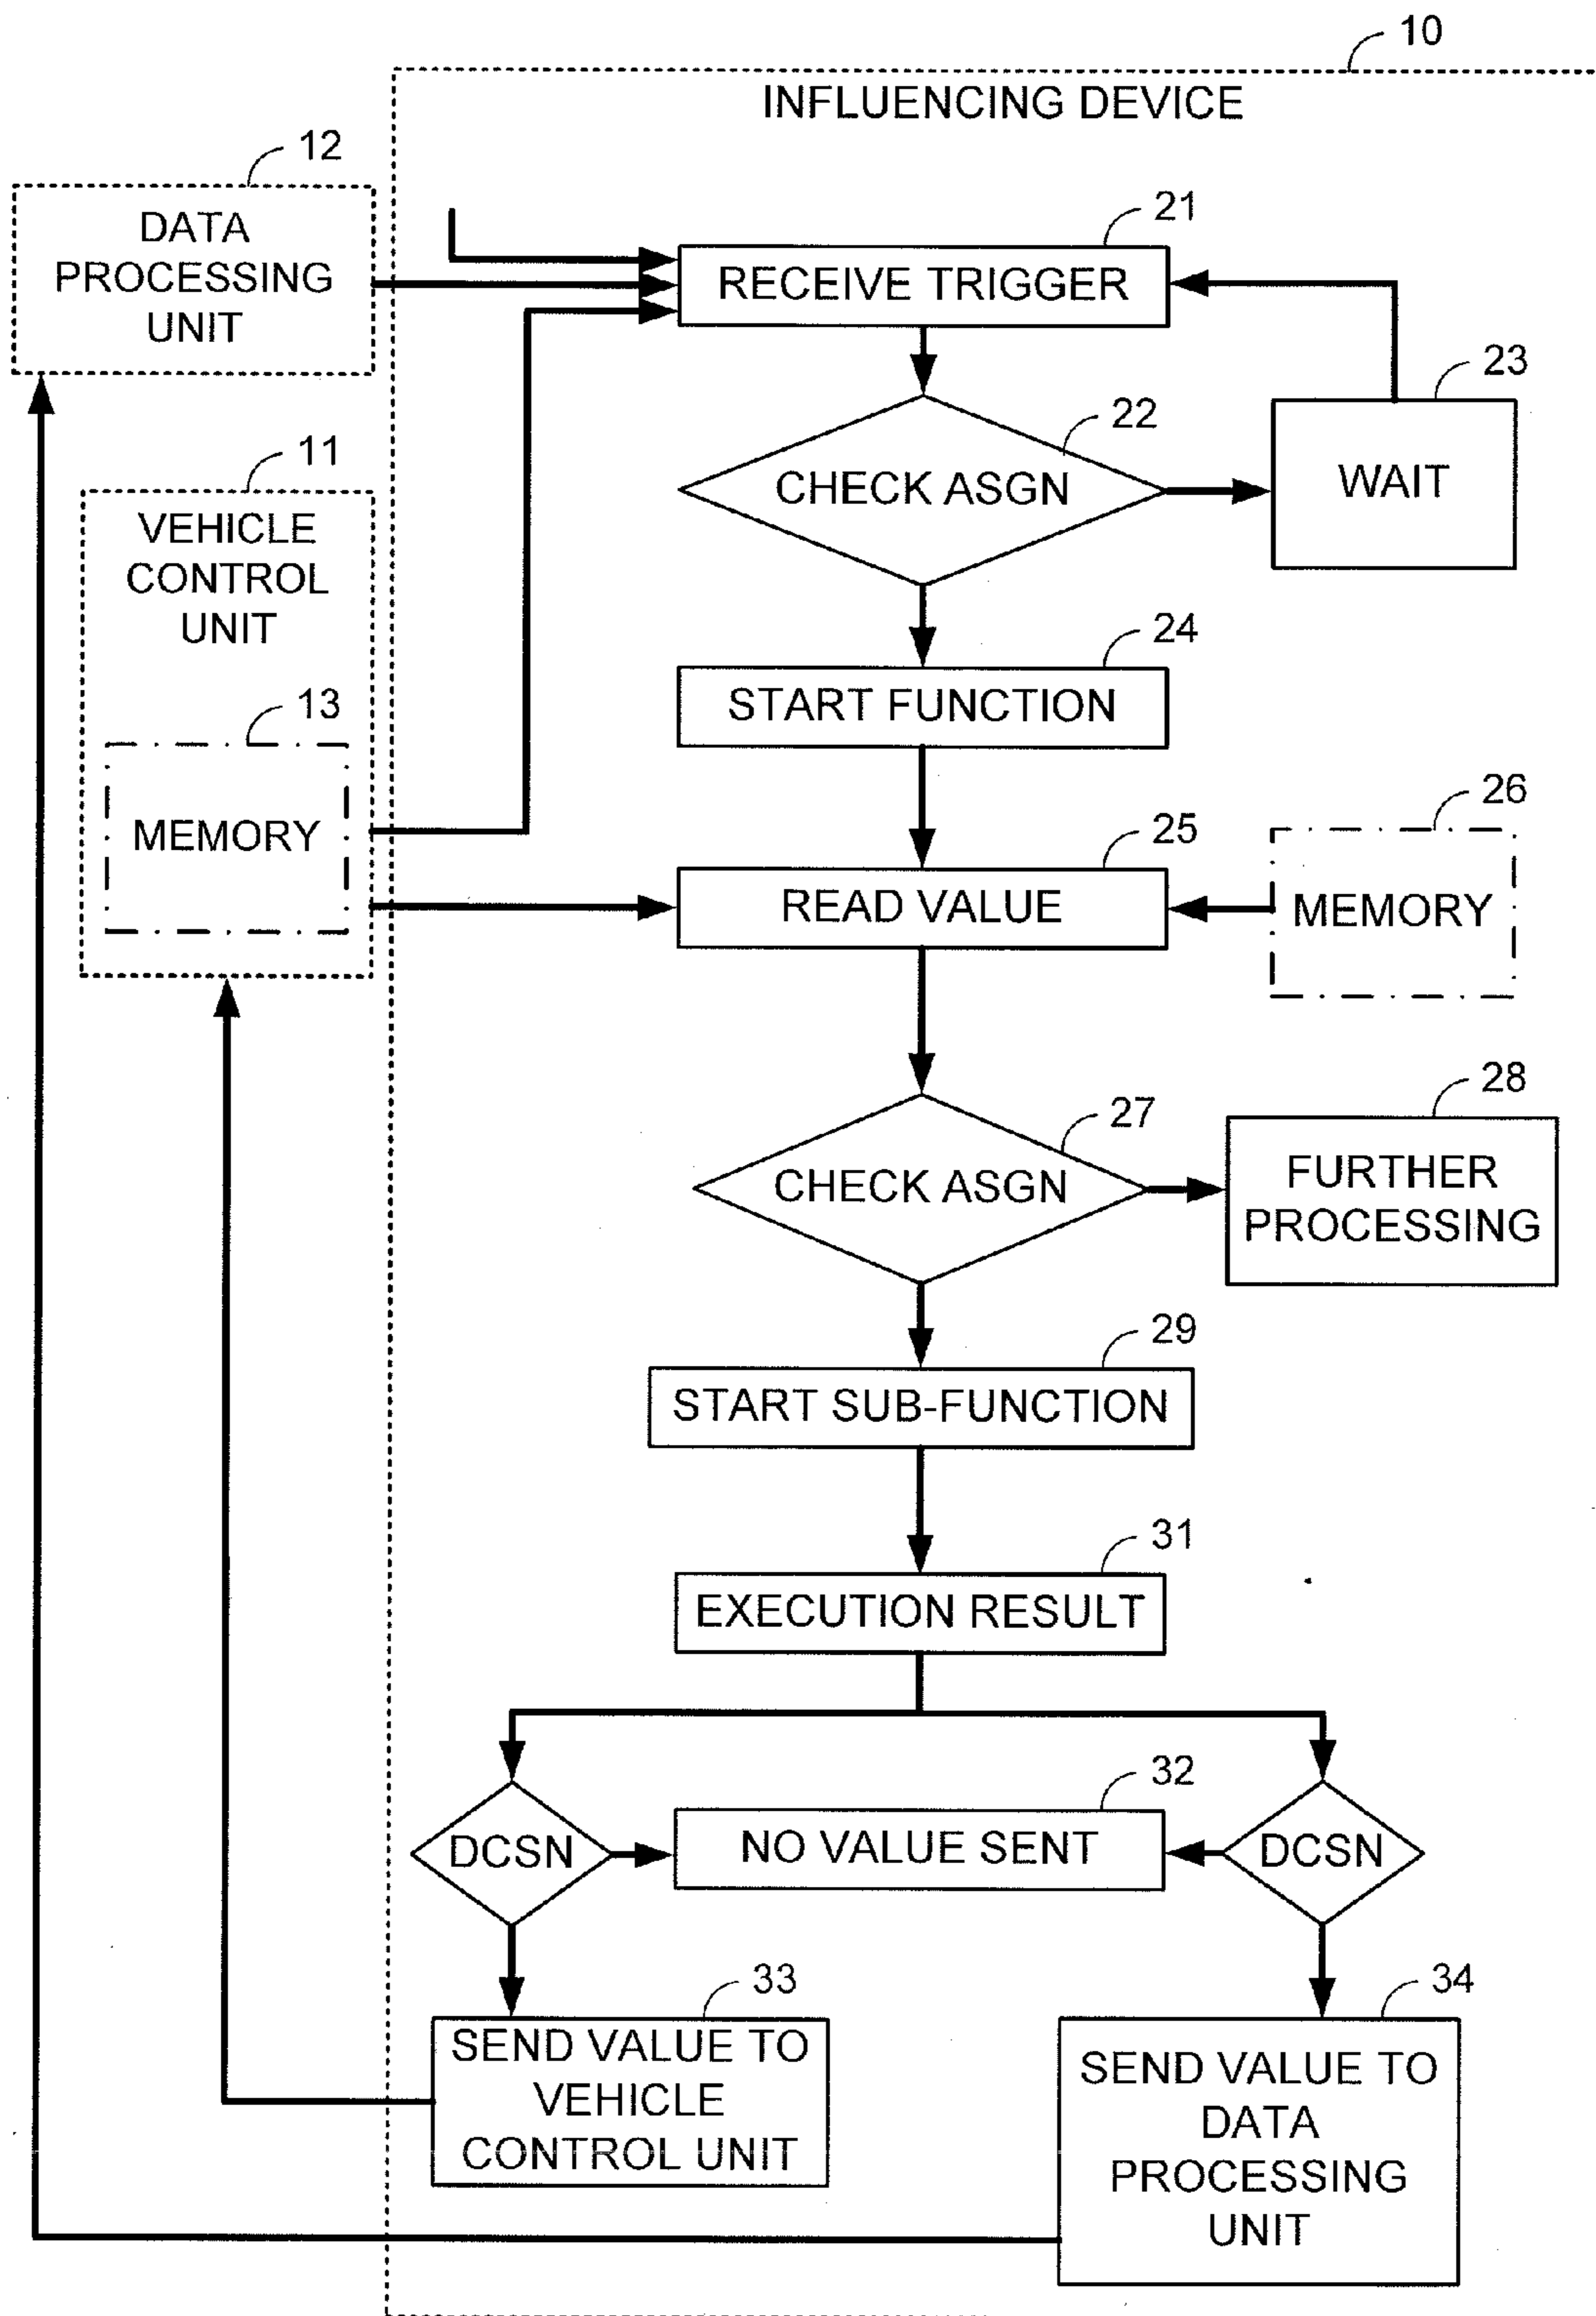 10
INFLUENCING DEVICE
12
DATA
PROCESSING
UNIT
21
RECEIVE TRIGGER
22
CHECK ASGN
23
WAIT
11
VEHICLE
CONTROL
UNIT
13
MEMORY
24
START FUNCTION
25
READ VALUE
26
MEMORY
27
CHECK ASGN
28
FURTHER
PROCESSING
29
START SUB-FUNCTION
31
EXECUTION RESULT
DCSN
32
NO VALUE SENT
DCSN
33
SEND VALUE TO
VEHICLE
CONTROL UNIT
34
SEND VALUE TO
DATA
PROCESSING
UNIT